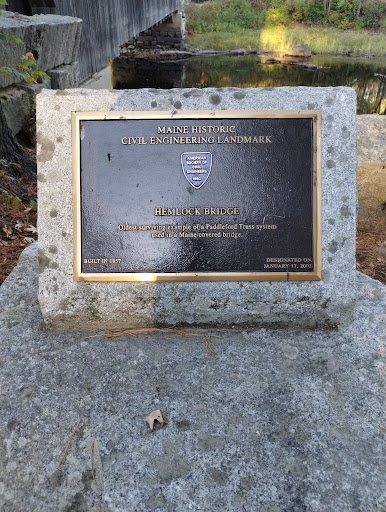 MAINE HISTORIC
CIVIL ENGINEERING LANDMARK
AMERICAN
SOCIETY OF
CIVIL
ENGINEERS
1852
HEMLOCK BRIDGE
Oldest surviving example of a Paddleford Truss system
used in a Maine covered bridge.
BUILT IN 1857
DESIGNATED ON
JANUARY 17, 2002